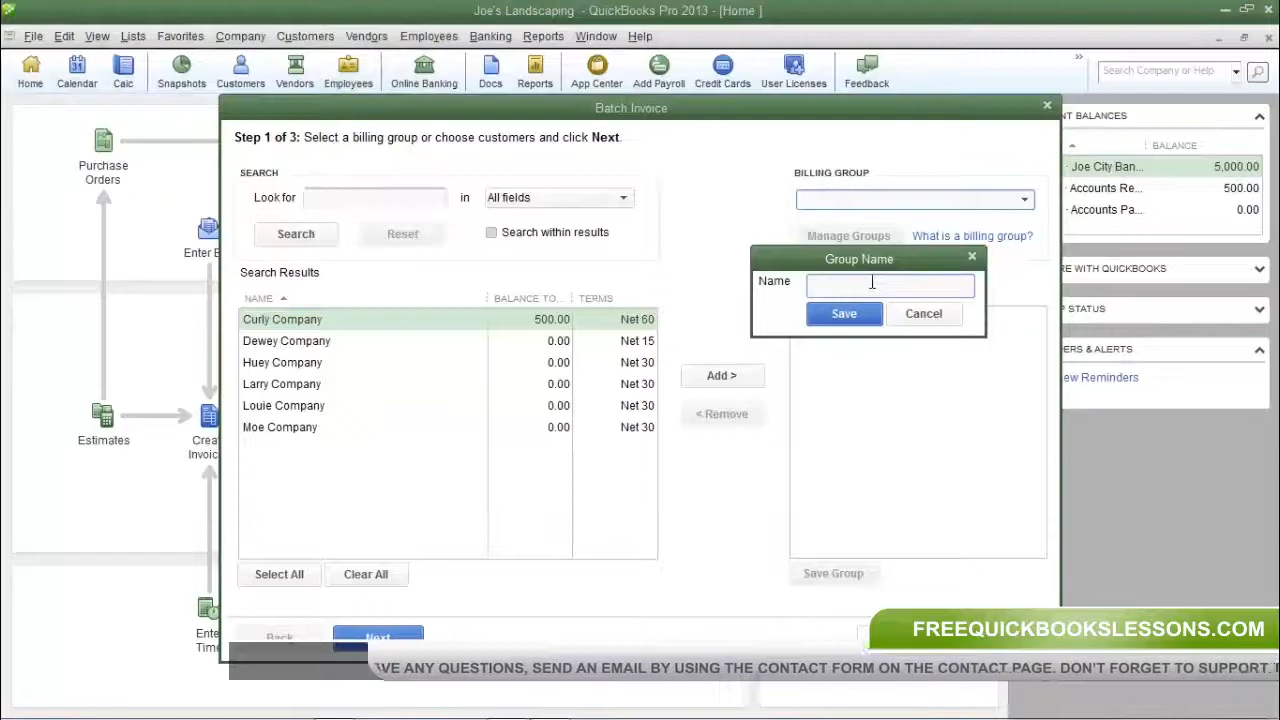 Joe's Landscaping - QuickBooks Pro 2013 - [Home ]
File Edit View Lists Favorites Company Customers Vendors Employees Banking Reports Window Help
Home Calendar Calc Snapshots Customers Vendors Employees Online Banking Docs Reports App Center Add Payroll Credit Cards User Licenses Feedback
Search Company or Help
Batch Invoice
Step 1 of 3: Select a billing group or choose customers and click Next.
SEARCH
Look for in All fields
Search Reset Search within results
BILLING GROUP
Manage Groups What is a billing group?
Group Name
Name
Save Cancel
Search Results
NAME BALANCE TO... TERMS
Curly Company 500.00 Net 60
Dewey Company 0.00 Net 15
Huey Company 0.00 Net 30
Larry Company 0.00 Net 30
Louie Company 0.00 Net 30
Moe Company 0.00 Net 30
Add >
< Remove
Select All Clear All
Save Group
Back Next
Purchase
Orders
Enter B
Estimates
Crea
Invoic
Ente
Time
NT BALANCES
BALANCE
· Joe City Ban... 5,000.00
· Accounts Re... 500.00
· Accounts Pa... 0.00
RE WITH QUICKBOOKS
P STATUS
ERS & ALERTS
ew Reminders
FREEQUICKBOOKSLESSONS.COM
VE ANY QUESTIONS, SEND AN EMAIL BY USING THE CONTACT FORM ON THE CONTACT PAGE. DON'T FORGET TO SUPPORT.